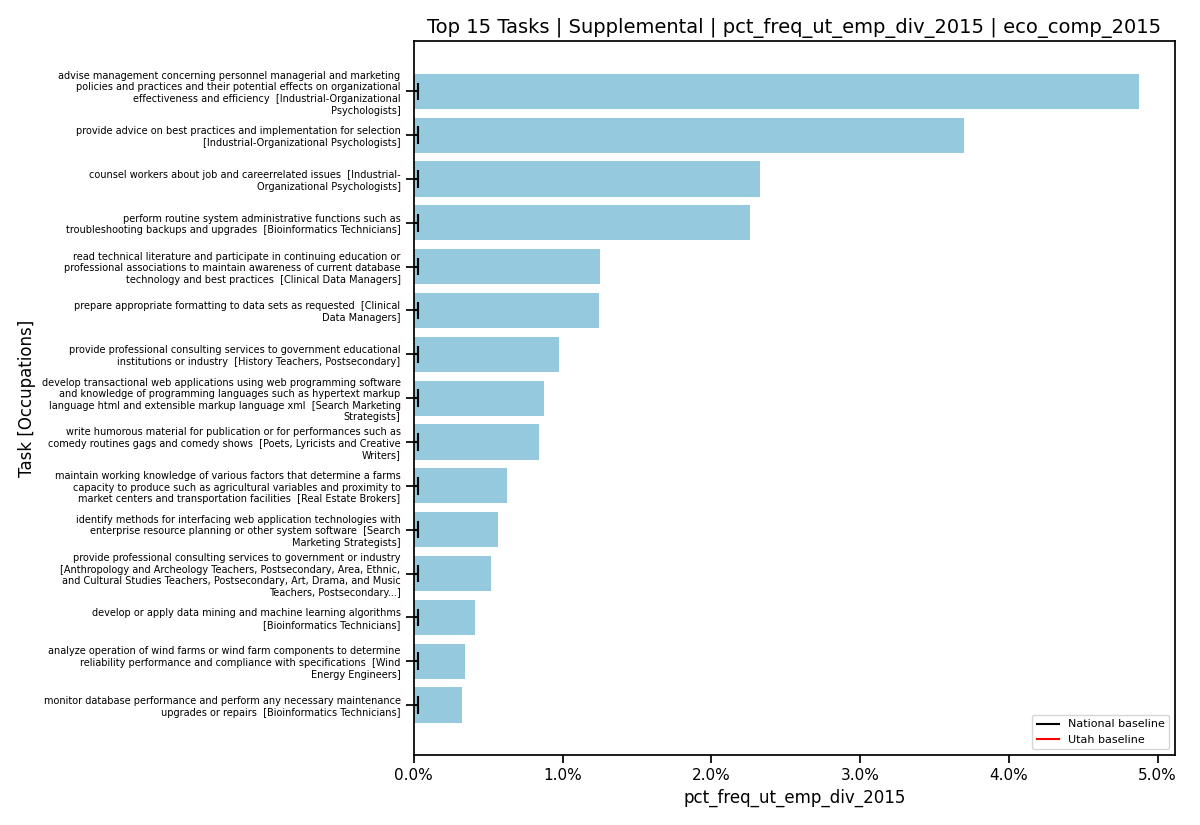 Top 15 Tasks | Supplemental | pct_freq_ut_emp_div_2015 | eco_comp_2015
Task [Occupations]
advise management concerning personnel managerial and marketing
policies and practices and their potential effects on organizational
effectiveness and efficiency [Industrial-Organizational
Psychologists]
provide advice on best practices and implementation for selection
[Industrial-Organizational Psychologists]
counsel workers about job and careerrelated issues [Industrial-
Organizational Psychologists]
perform routine system administrative functions such as
troubleshooting backups and upgrades [Bioinformatics Technicians]
read technical literature and participate in continuing education or
professional associations to maintain awareness of current database
technology and best practices [Clinical Data Managers]
prepare appropriate formatting to data sets as requested [Clinical
Data Managers]
provide professional consulting services to government educational
institutions or industry [History Teachers, Postsecondary]
develop transactional web applications using web programming software
and knowledge of programming languages such as hypertext markup
language html and extensible markup language xml [Search Marketing
Strategists]
write humorous material for publication or for performances such as
comedy routines gags and comedy shows [Poets, Lyricists and Creative
Writers]
maintain working knowledge of various factors that determine a farms
capacity to produce such as agricultural variables and proximity to
market centers and transportation facilities [Real Estate Brokers]
identify methods for interfacing web application technologies with
enterprise resource planning or other system software [Search
Marketing Strategists]
provide professional consulting services to government or industry
[Anthropology and Archeology Teachers, Postsecondary, Area, Ethnic,
and Cultural Studies Teachers, Postsecondary, Art, Drama, and Music
Teachers, Postsecondary...]
develop or apply data mining and machine learning algorithms
[Bioinformatics Technicians]
analyze operation of wind farms or wind farm components to determine
reliability performance and compliance with specifications [Wind
Energy Engineers]
monitor database performance and perform any necessary maintenance
upgrades or repairs [Bioinformatics Technicians]
National baseline
Utah baseline
0.0% 1.0% 2.0% 3.0% 4.0% 5.0%
pct_freq_ut_emp_div_2015